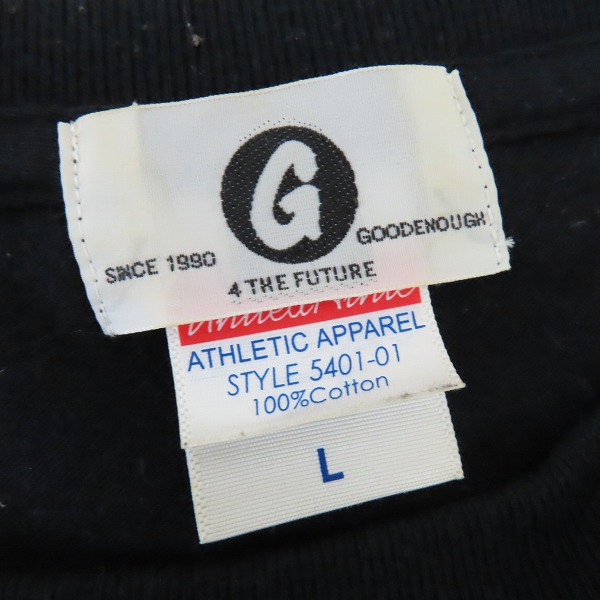 G
SINCE 1990
GOODENOUGH
4 THE FUTURE
ATHLETIC APPAREL
STYLE 5401-01
100%Cotton
L